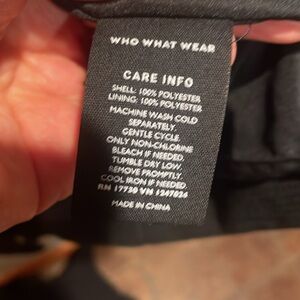 WHO WHAT WEAR
CARE INFO
SHELL: 100% POLYESTER
LINING: 100% POLYESTER
MACHINE WASH COLD
SEPARATELY.
GENTLE CYCLE.
ONLY NON-CHLORINE
BLEACH IF NEEDED.
TUMBLE DRY LOW.
REMOVE PROMPTLY.
COOL IRON IF NEEDED.
RN 17730 VN 1247026
MADE IN CHINA